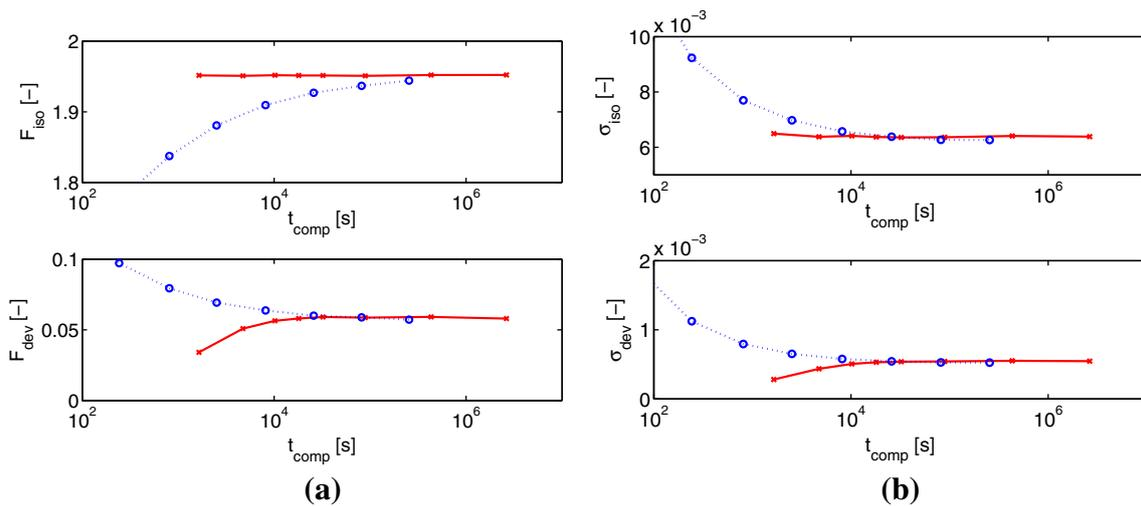 2
1.9
1.8
F_iso [-]
10^2
10^4
10^6
t_comp [s]
0.1
0.05
0
F_dev [-]
10^2
10^4
10^6
t_comp [s]
(a)
x 10^-3
10
8
6
σ_iso [-]
10^2
10^4
10^6
t_comp [s]
x 10^-3
2
1
0
σ_dev [-]
10^2
10^4
10^6
t_comp [s]
(b)